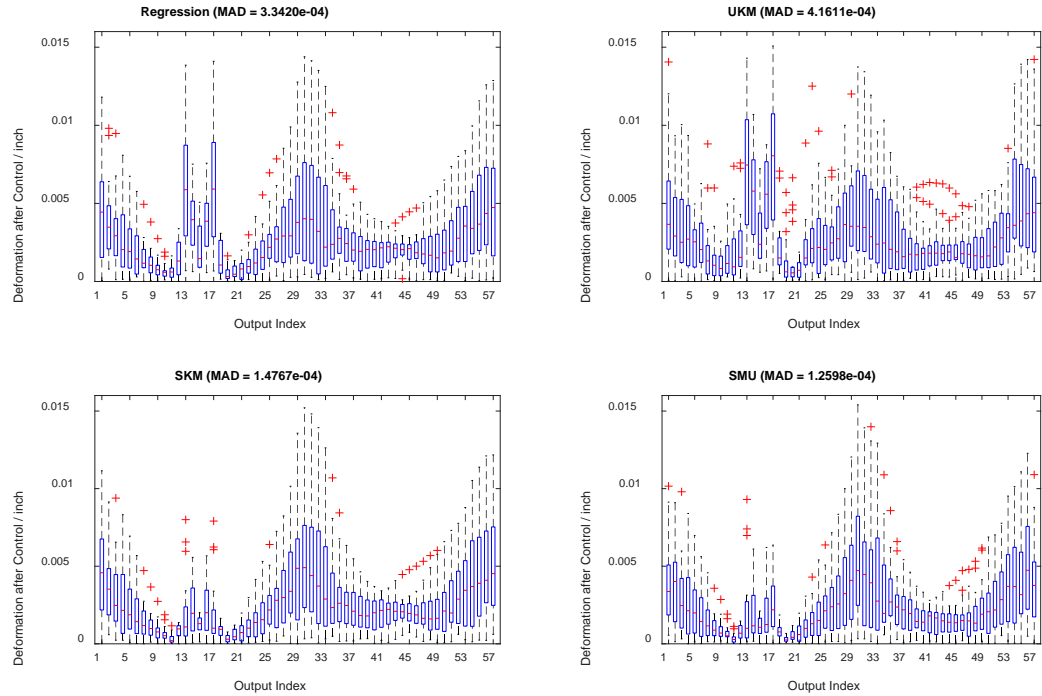 Regression (MAD = 3.3420e-04)
0.015
0.01
0.005
0
Deformation after Control / inch
1 5 9 13 17 21 25 29 33 37 41 45 49 53 57
Output Index
UKM (MAD = 4.1611e-04)
0.015
0.01
0.005
0
Deformation after Control / inch
1 5 9 13 17 21 25 29 33 37 41 45 49 53 57
Output Index
SKM (MAD = 1.4767e-04)
0.015
0.01
0.005
0
Deformation after Control / inch
1 5 9 13 17 21 25 29 33 37 41 45 49 53 57
Output Index
SMU (MAD = 1.2598e-04)
0.015
0.01
0.005
0
Deformation after Control / inch
1 5 9 13 17 21 25 29 33 37 41 45 49 53 57
Output Index